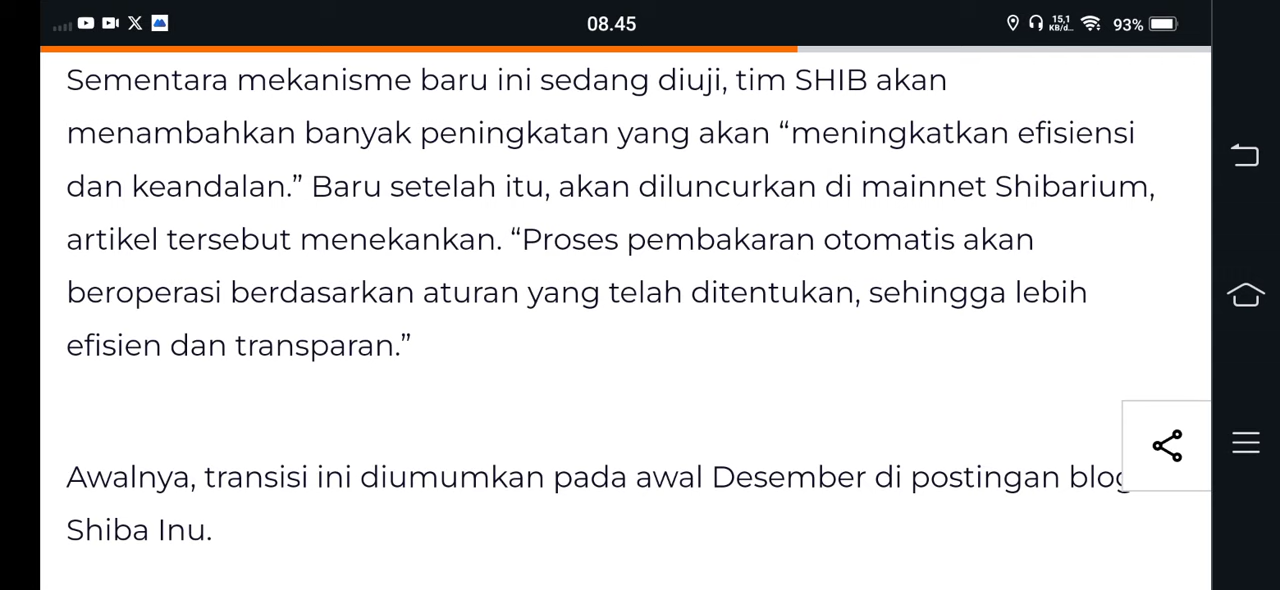 08.45
15,1
KB/d...
93%
Sementara mekanisme baru ini sedang diuji, tim SHIB akan
menambahkan banyak peningkatan yang akan “meningkatkan efisiensi
dan keandalan.” Baru setelah itu, akan diluncurkan di mainnet Shibarium,
artikel tersebut menekankan. “Proses pembakaran otomatis akan
beroperasi berdasarkan aturan yang telah ditentukan, sehingga lebih
efisien dan transparan.”
Awalnya, transisi ini diumumkan pada awal Desember di postingan blog
Shiba Inu.